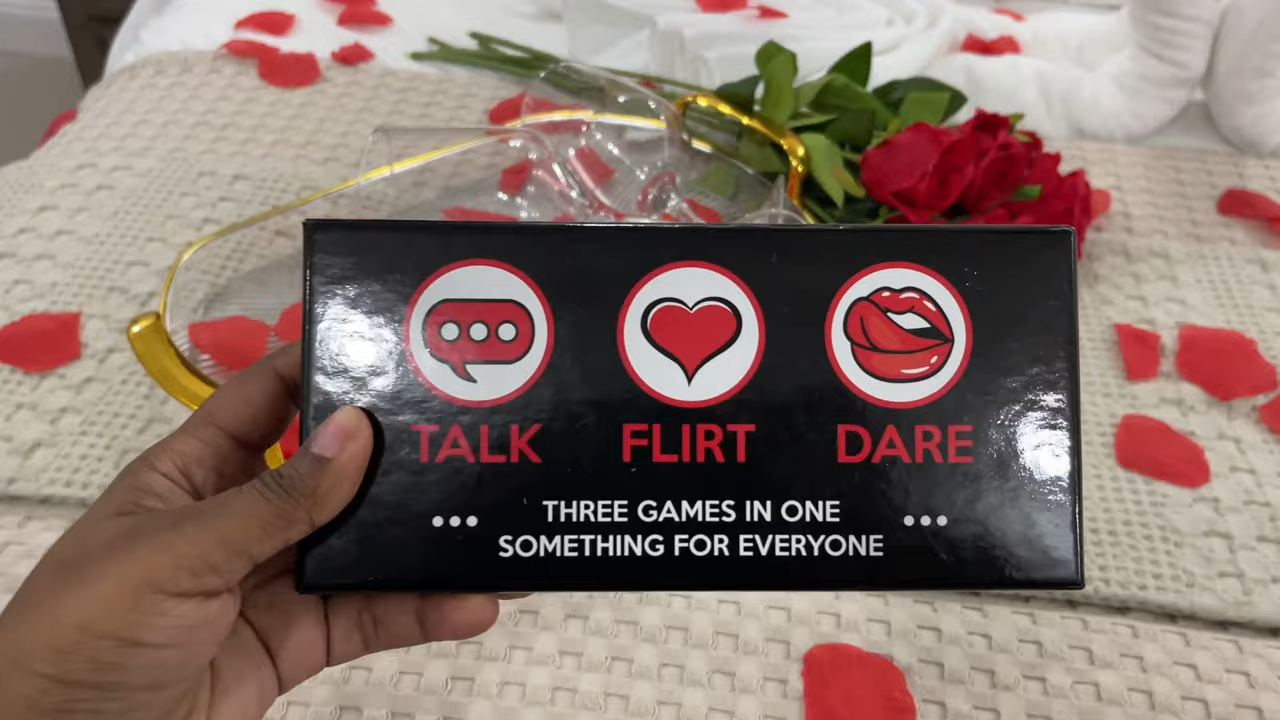 TALK FLIRT DARE
THREE GAMES IN ONE
SOMETHING FOR EVERYONE